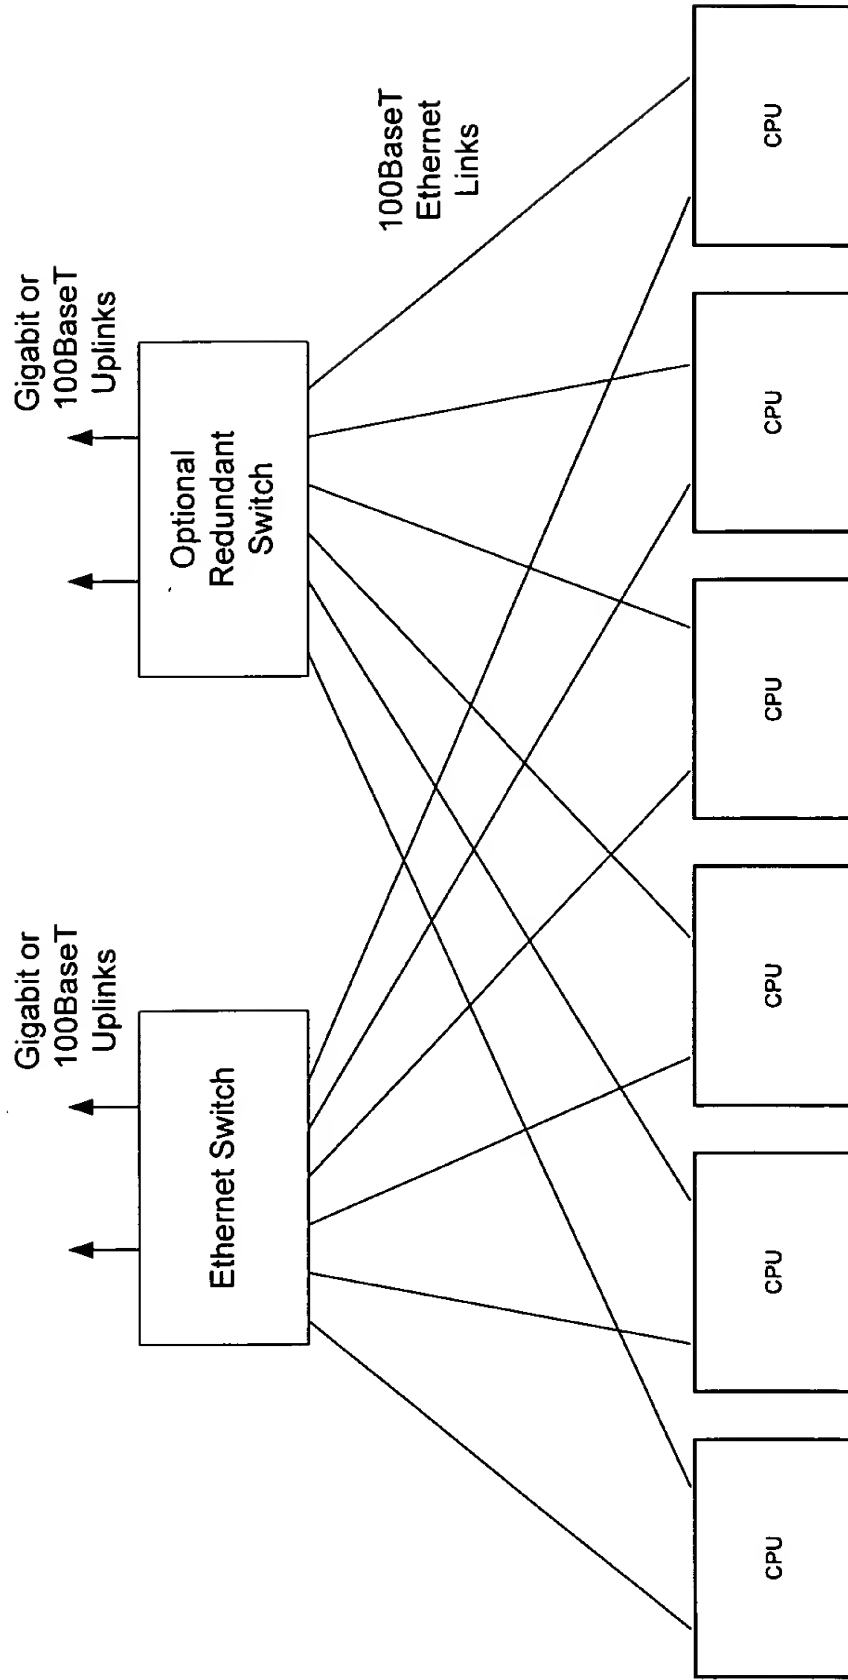 Gigabit or
100BaseT
Uplinks
Gigabit or
100BaseT
Uplinks
Ethernet Switch
Optional
Redundant
Switch
100BaseT
Ethernet
Links
CPU
CPU
CPU
CPU
CPU
CPU